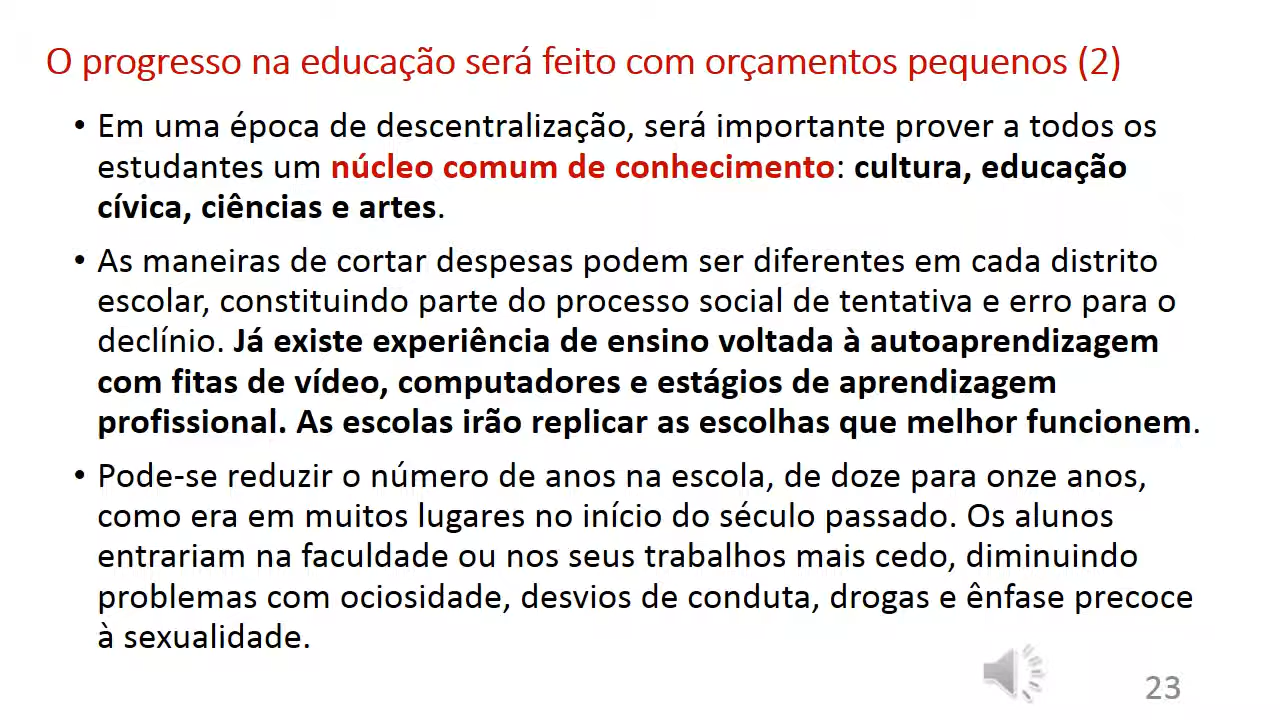 O progresso na educação será feito com orçamentos pequenos (2)
• Em uma época de descentralização, será importante prover a todos os
estudantes um núcleo comum de conhecimento: cultura, educação
cívica, ciências e artes.
• As maneiras de cortar despesas podem ser diferentes em cada distrito
escolar, constituindo parte do processo social de tentativa e erro para o
declínio. Já existe experiência de ensino voltada à autoaprendizagem
com fitas de vídeo, computadores e estágios de aprendizagem
profissional. As escolas irão replicar as escolhas que melhor funcionem.
• Pode-se reduzir o número de anos na escola, de doze para onze anos,
como era em muitos lugares no início do século passado. Os alunos
entrariam na faculdade ou nos seus trabalhos mais cedo, diminuindo
problemas com ociosidade, desvios de conduta, drogas e ênfase precoce
à sexualidade.
23